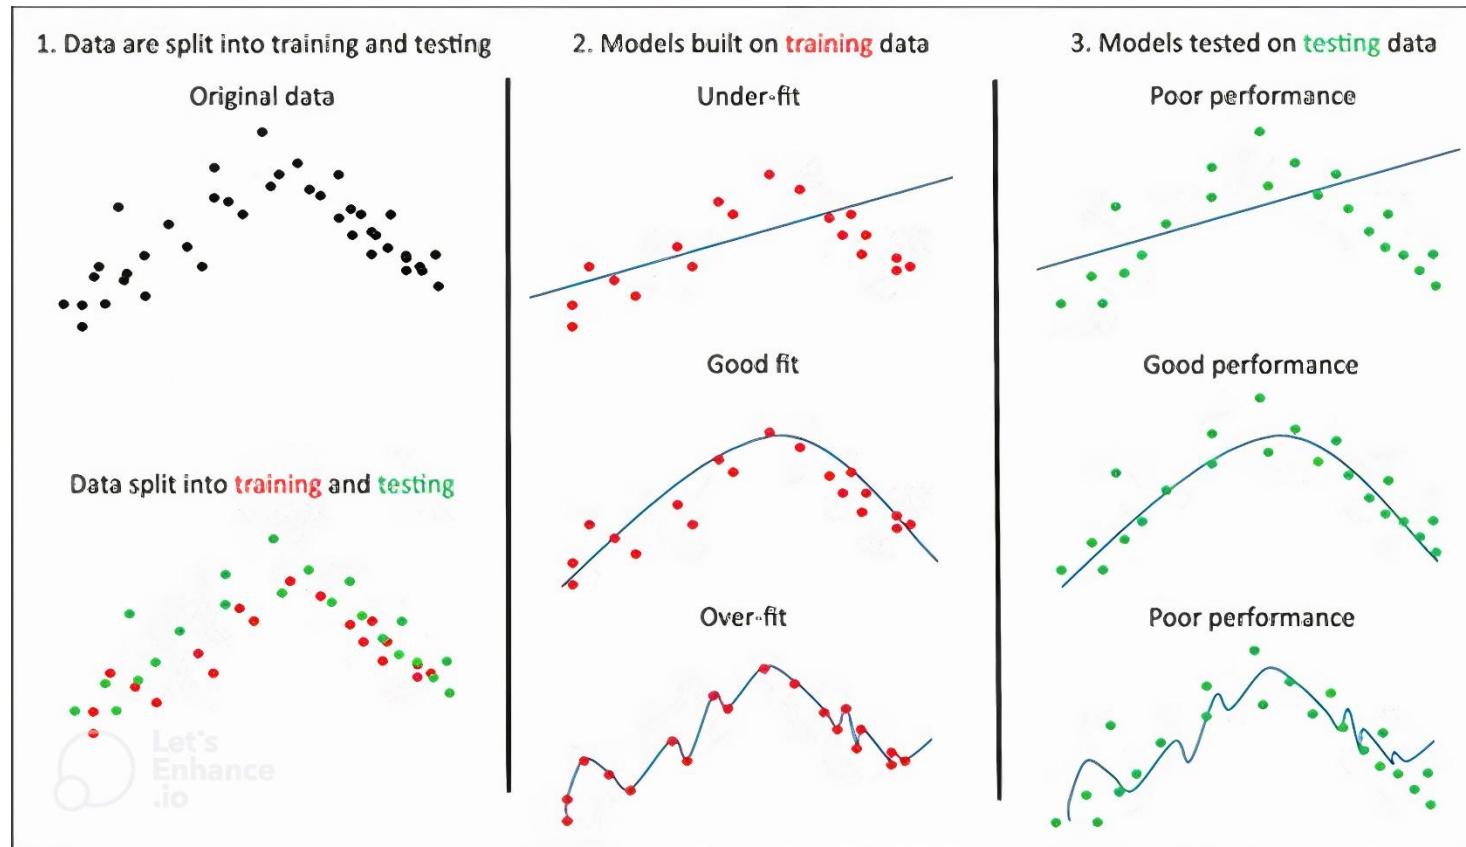 1. Data are split into training and testing
Original data
Data split into training and testing
2. Models built on training data
Under-fit
Good fit
Over-fit
3. Models tested on testing data
Poor performance
Good performance
Poor performance
Let's
Enhance
.io